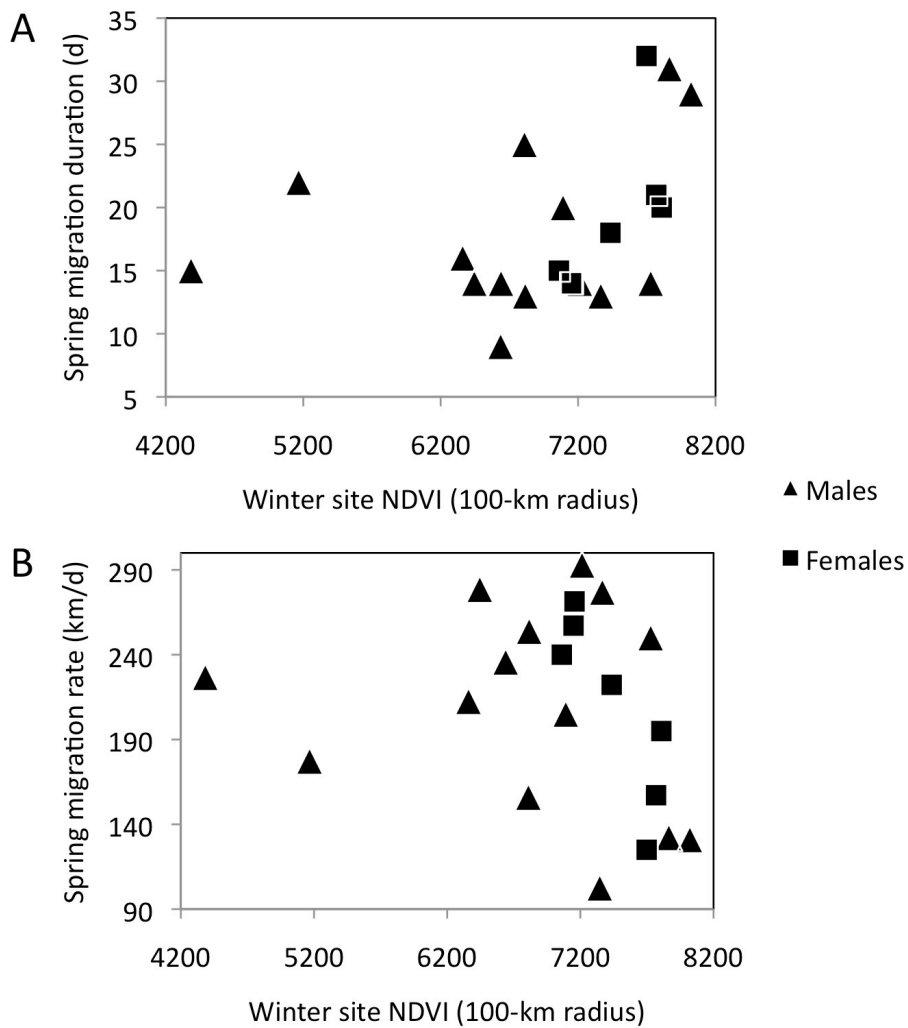 A
Spring migration duration (d)
35
30
25
20
15
10
5
4200 5200 6200 7200 8200
Winter site NDVI (100-km radius)
Males
Females
B
Spring migration rate (km/d)
290
240
190
140
90
4200 5200 6200 7200 8200
Winter site NDVI (100-km radius)